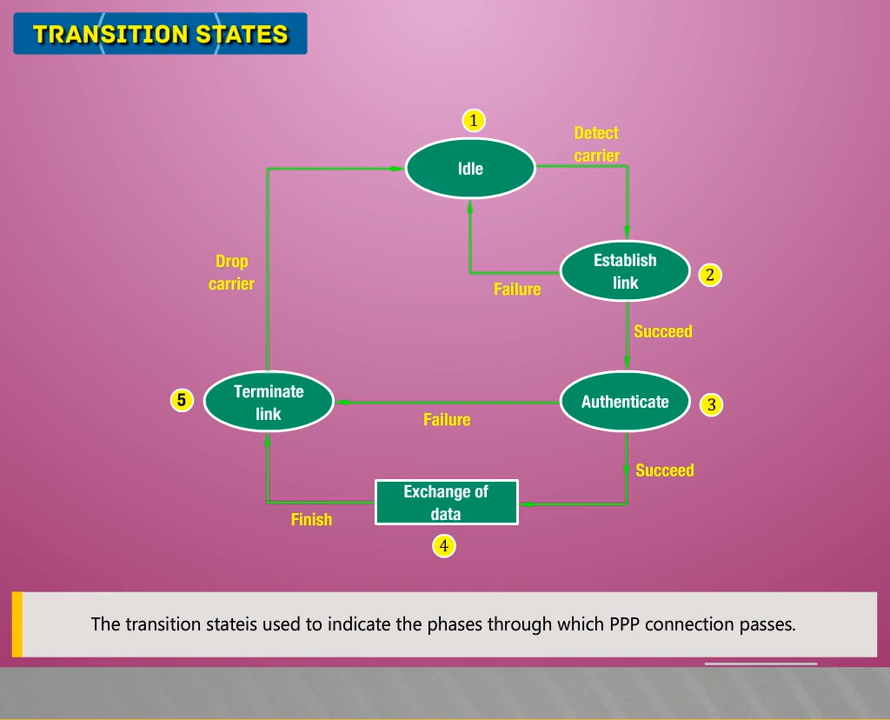 TRANSITION STATES
1
Idle
Detect
carrier
Establish
link
2
Failure
Drop
carrier
Succeed
5
Terminate
link
Authenticate
3
Failure
Succeed
Exchange of
data
Finish
4
The transition stateis used to indicate the phases through which PPP connection passes.